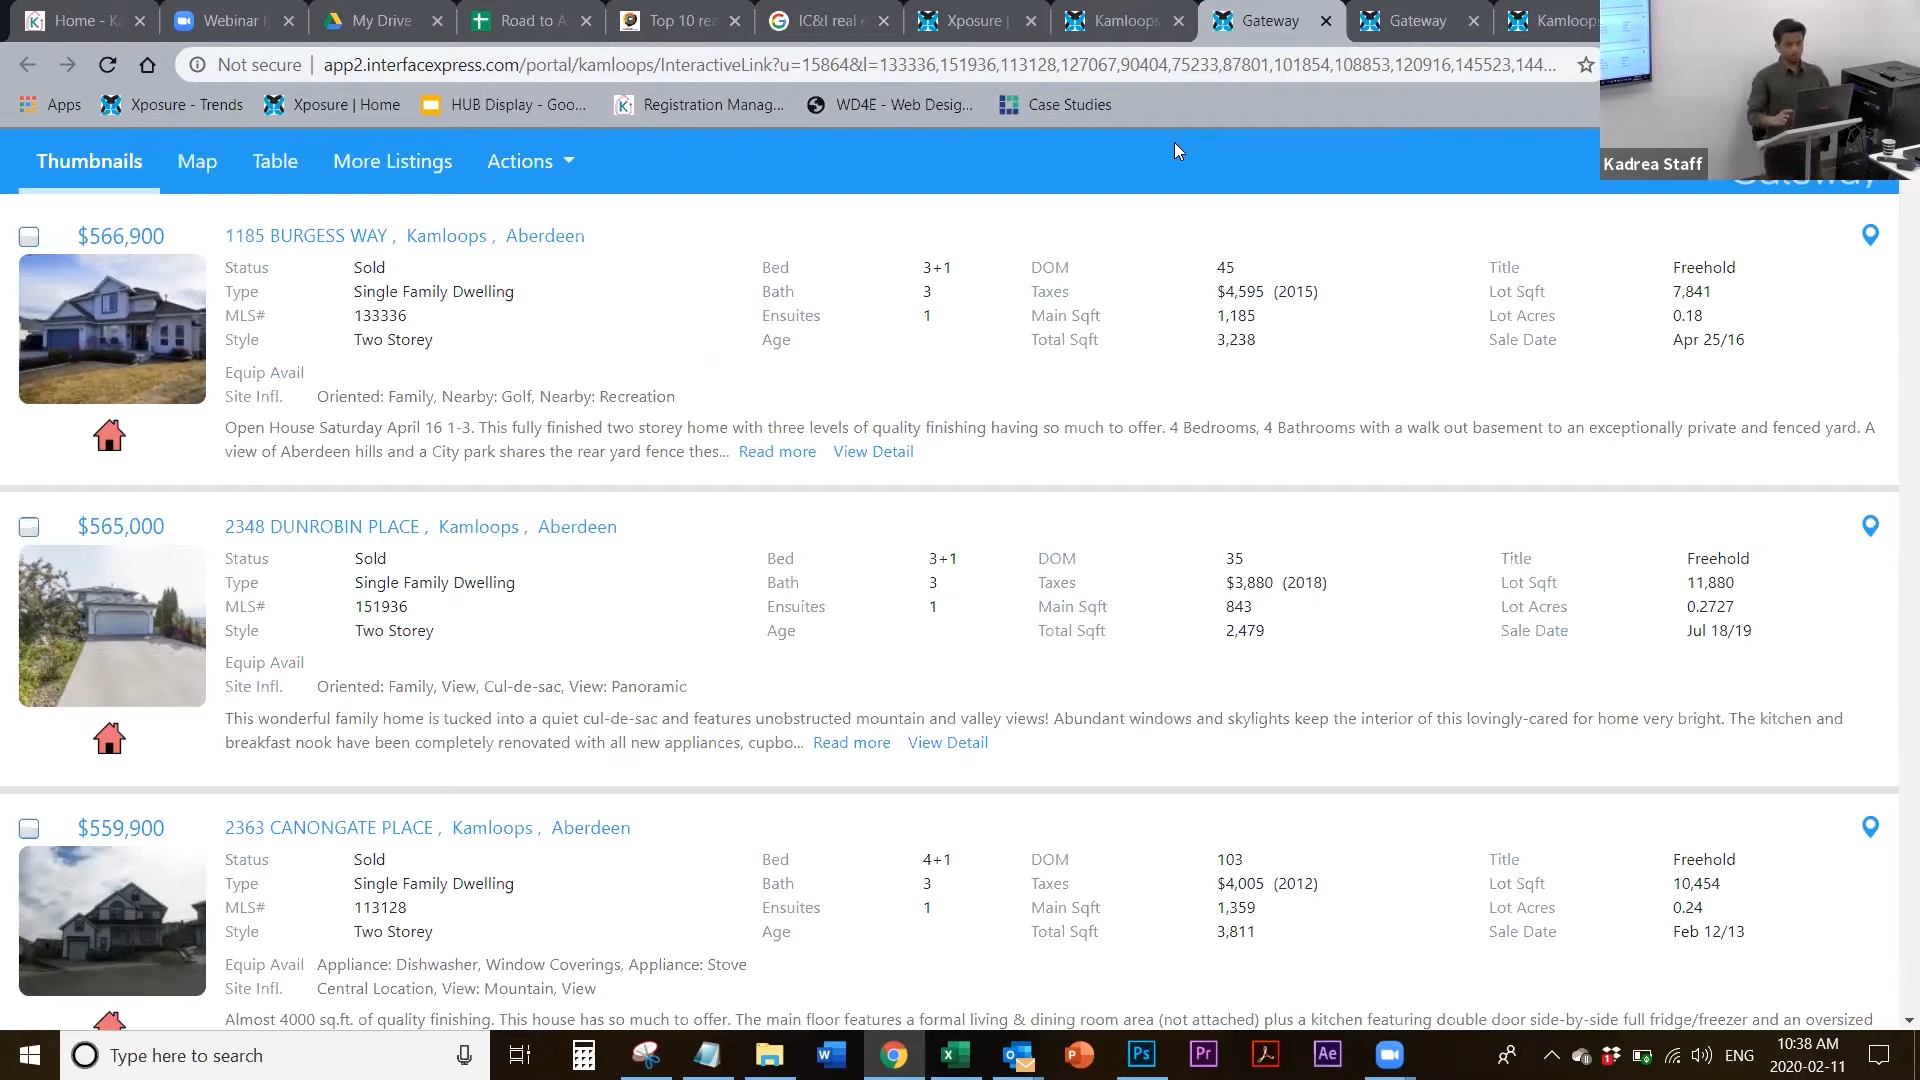 Home - Ka
Webinar I
My Drive
Road to A
Top 10 rea
IC&I real e
Xposure |
Kamloops
Gateway
Gateway
Kamloops
Not secure
app2.interfacexpress.com/portal/kamloops/InteractiveLink?u=15864&l=133336,151936,113128,127067,90404,75233,87801,101854,108853,120916,145523,144...
Apps
Xposure - Trends
Xposure | Home
HUB Display - Goo...
Registration Manag...
WD4E - Web Desig...
Case Studies
Thumbnails
Map
Table
More Listings
Actions
Kadrea Staff
Gateway
$566,900
1185 BURGESS WAY , Kamloops , Aberdeen
Status Sold Bed 3+1 DOM 45 Title Freehold
Type Single Family Dwelling Bath 3 Taxes $4,595 (2015) Lot Sqft 7,841
MLS# 133336 Ensuites 1 Main Sqft 1,185 Lot Acres 0.18
Style Two Storey Age Total Sqft 3,238 Sale Date Apr 25/16
Equip Avail
Site Infl. Oriented: Family, Nearby: Golf, Nearby: Recreation
Open House Saturday April 16 1-3. This fully finished two storey home with three levels of quality finishing having so much to offer. 4 Bedrooms, 4 Bathrooms with a walk out basement to an exceptionally private and fenced yard. A
view of Aberdeen hills and a City park shares the rear yard fence thes... Read more View Detail
$565,000
2348 DUNROBIN PLACE , Kamloops , Aberdeen
Status Sold Bed 3+1 DOM 35 Title Freehold
Type Single Family Dwelling Bath 3 Taxes $3,880 (2018) Lot Sqft 11,880
MLS# 151936 Ensuites 1 Main Sqft 843 Lot Acres 0.2727
Style Two Storey Age Total Sqft 2,479 Sale Date Jul 18/19
Equip Avail
Site Infl. Oriented: Family, View, Cul-de-sac, View: Panoramic
This wonderful family home is tucked into a quiet cul-de-sac and features unobstructed mountain and valley views! Abundant windows and skylights keep the interior of this lovingly-cared for home very bright. The kitchen and
breakfast nook have been completely renovated with all new appliances, cupbo... Read more View Detail
$559,900
2363 CANONGATE PLACE , Kamloops , Aberdeen
Status Sold Bed 4+1 DOM 103 Title Freehold
Type Single Family Dwelling Bath 3 Taxes $4,005 (2012) Lot Sqft 10,454
MLS# 113128 Ensuites 1 Main Sqft 1,359 Lot Acres 0.24
Style Two Storey Age Total Sqft 3,811 Sale Date Feb 12/13
Equip Avail Appliance: Dishwasher, Window Coverings, Appliance: Stove
Site Infl. Central Location, View: Mountain, View
Almost 4000 sq.ft. of quality finishing. This house has so much to offer. The main floor features a formal living & dining room area (not attached) plus a kitchen featuring double door side-by-side full fridge/freezer and an oversized
Type here to search
ENG
10:38 AM
2020-02-11